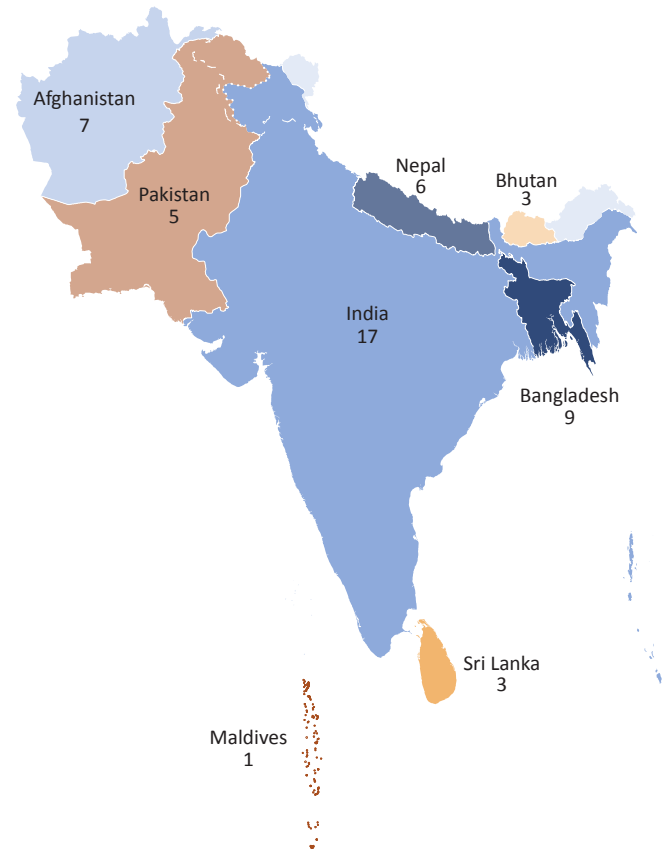 Afghanistan
7
Pakistan
5
Nepal
6
Bhutan
3
India
17
Bangladesh
9
Sri Lanka
3
Maldives
1